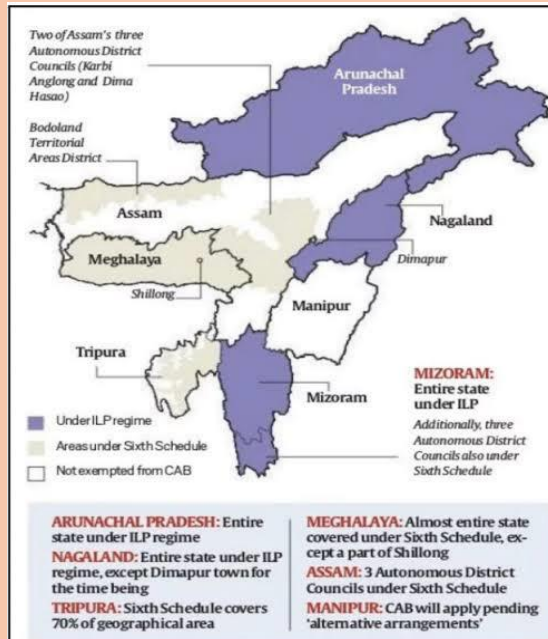 Two of Assam's three
Autonomous District
Councils (Karbi
Anglong and Dima
Hasao)
Arunachal
Pradesh
Bodoland
Territorial
Areas District
Assam
Nagaland
Meghalaya
Dimapur
Shillong
Manipur
Tripura
Mizoram
MIZORAM:
Entire state
under ILP
Additionally, three
Autonomous District
Councils also under
Sixth Schedule
Under ILP regime
Areas under Sixth Schedule
Not exempted from CAB
ARUNACHAL PRADESH: Entire
state under ILP regime
NAGALAND: Entire state under ILP
regime, except Dimapur town for
the time being
TRIPURA: Sixth Schedule covers
70% of geographical area
MEGHALAYA: Almost entire state
covered under Sixth Schedule, ex-
cept a part of Shillong
ASSAM: 3 Autonomous District
Councils under Sixth Schedule
MANIPUR: CAB will apply pending
'alternative arrangements'